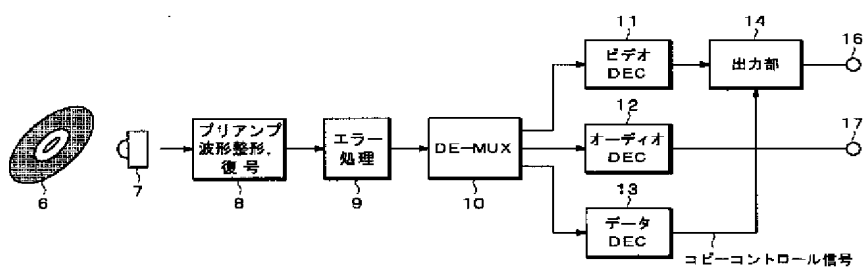 11
ビデオ
DEC
14
出力部
16
プリアンプ
波形整形,
復号
エラー
処理
DE-MUX
12
オーディオ
DEC
17
6
7
8
9
10
13
データ
DEC
コピーコントロール信号